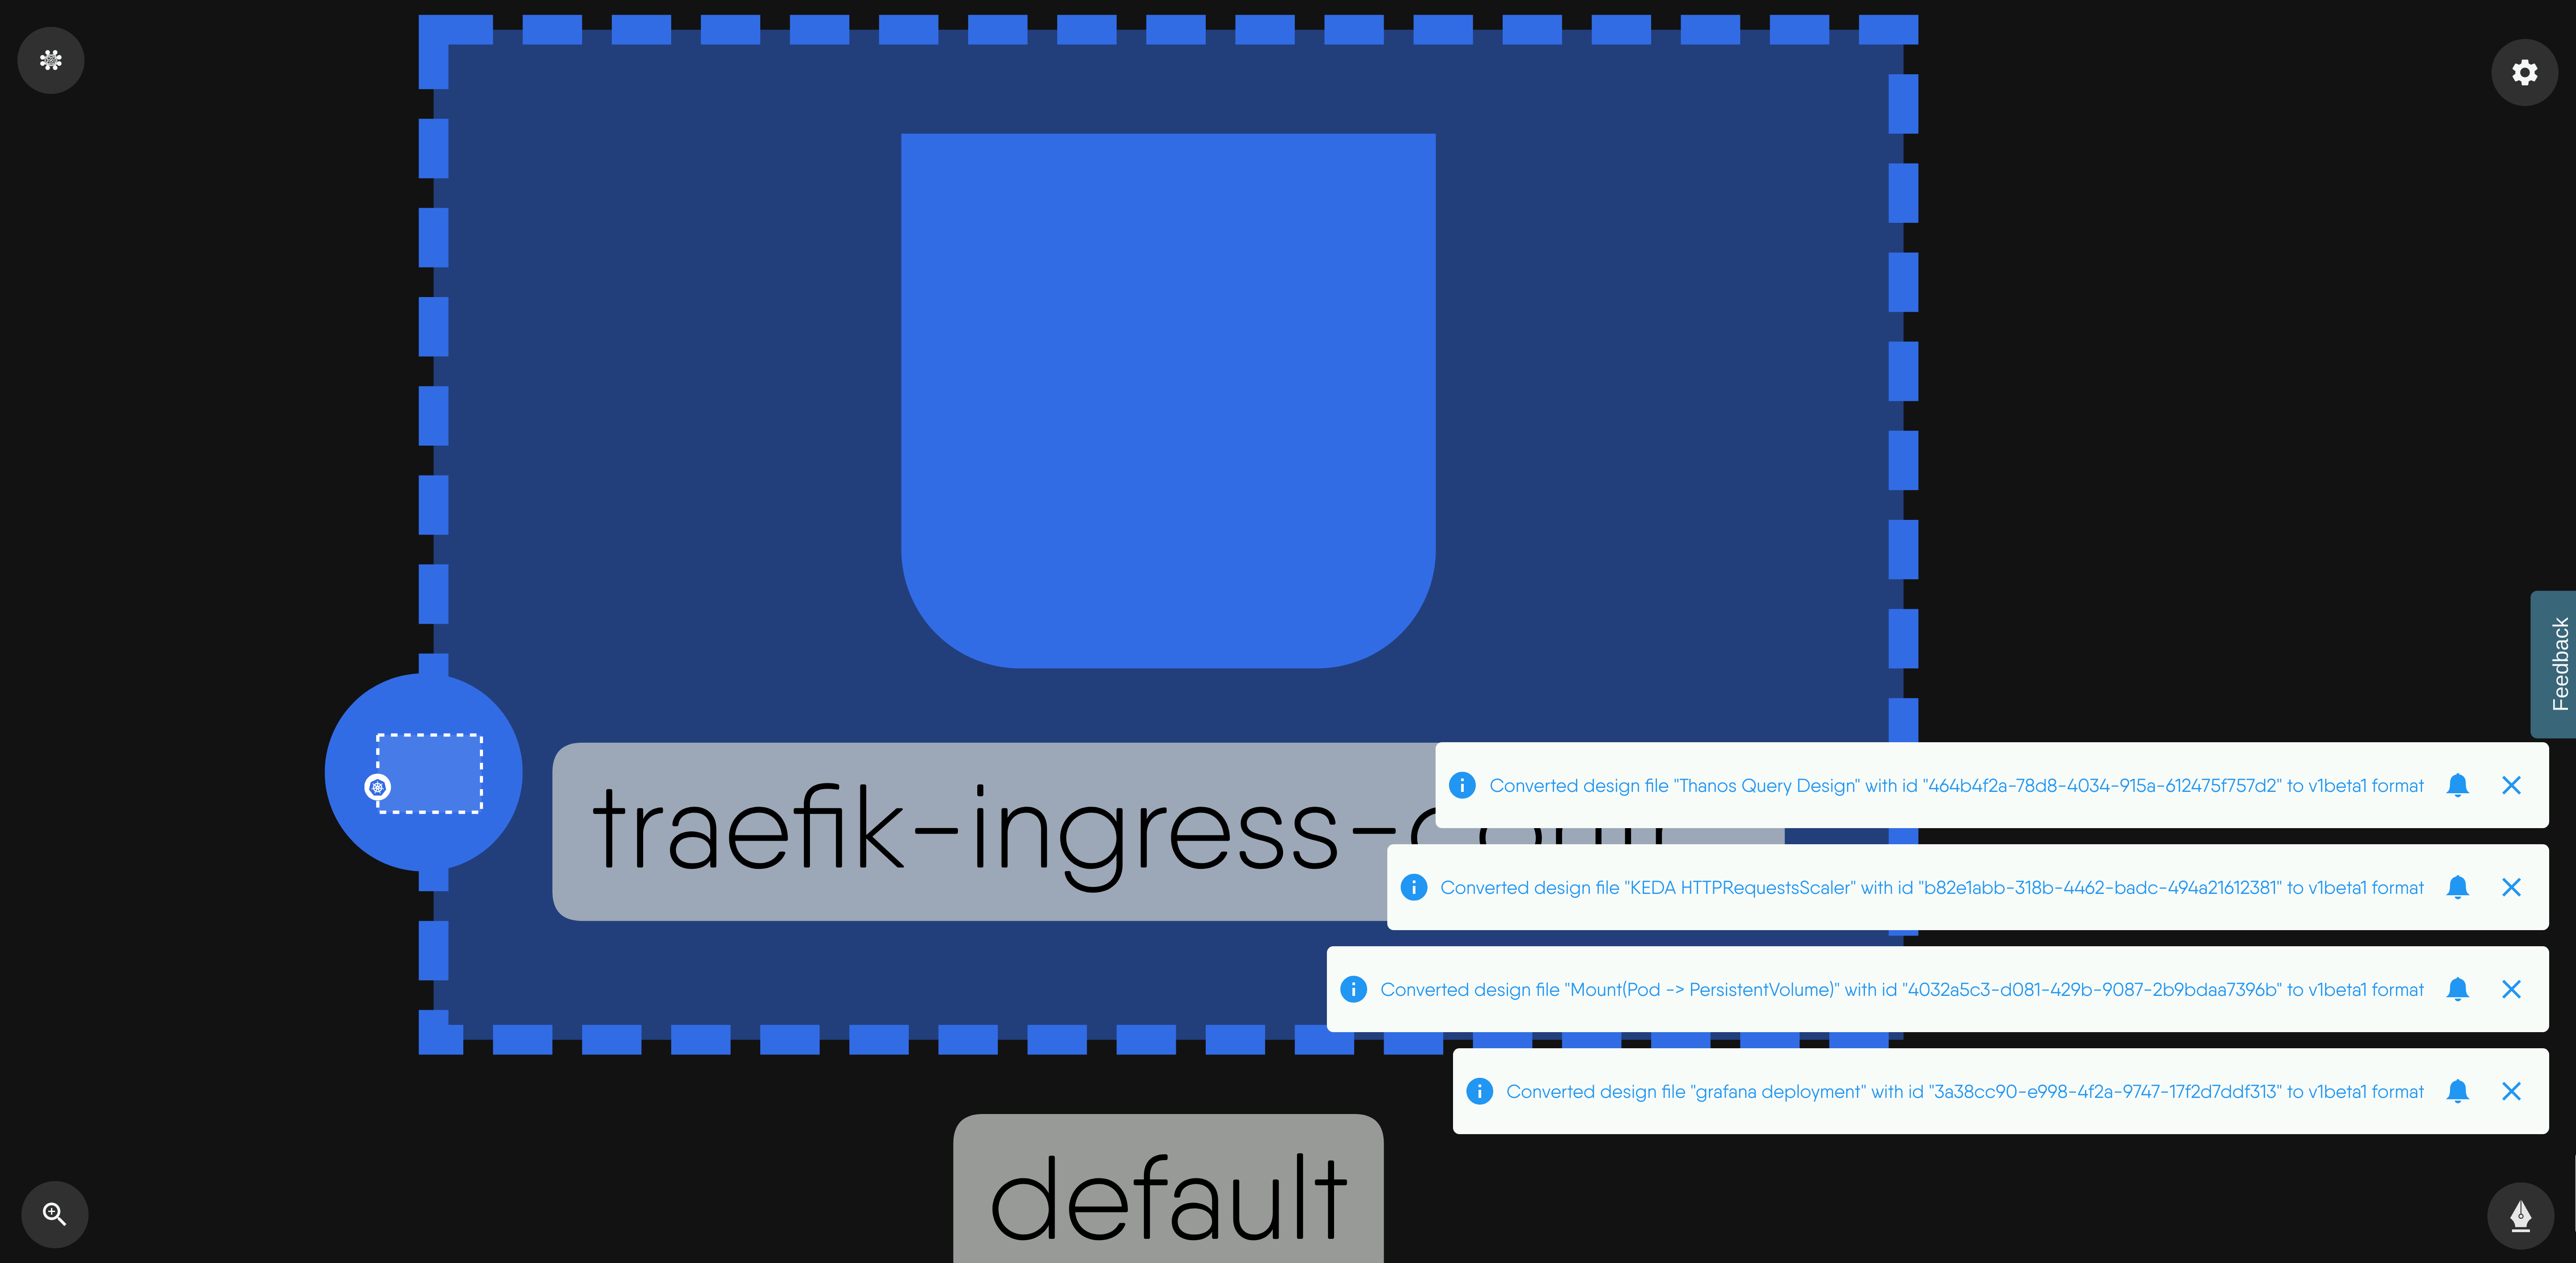 Feedback
traefik-ingress-
Converted design file "Thanos Query Design" with id "464b4f2a-78d8-4034-915a-612475f757d2" to v1beta1 format
Converted design file "KEDA HTTPRequestsScaler" with id "b82e1abb-318b-4462-badc-494a21612381" to v1beta1 format
Converted design file "Mount(Pod -> PersistentVolume)" with id "4032a5c3-d081-429b-9087-2b9bdaa7396b" to v1beta1 format
Converted design file "grafana deployment" with id "3a38cc90-e998-4f2a-9747-17f2d7ddf313" to v1beta1 format
default